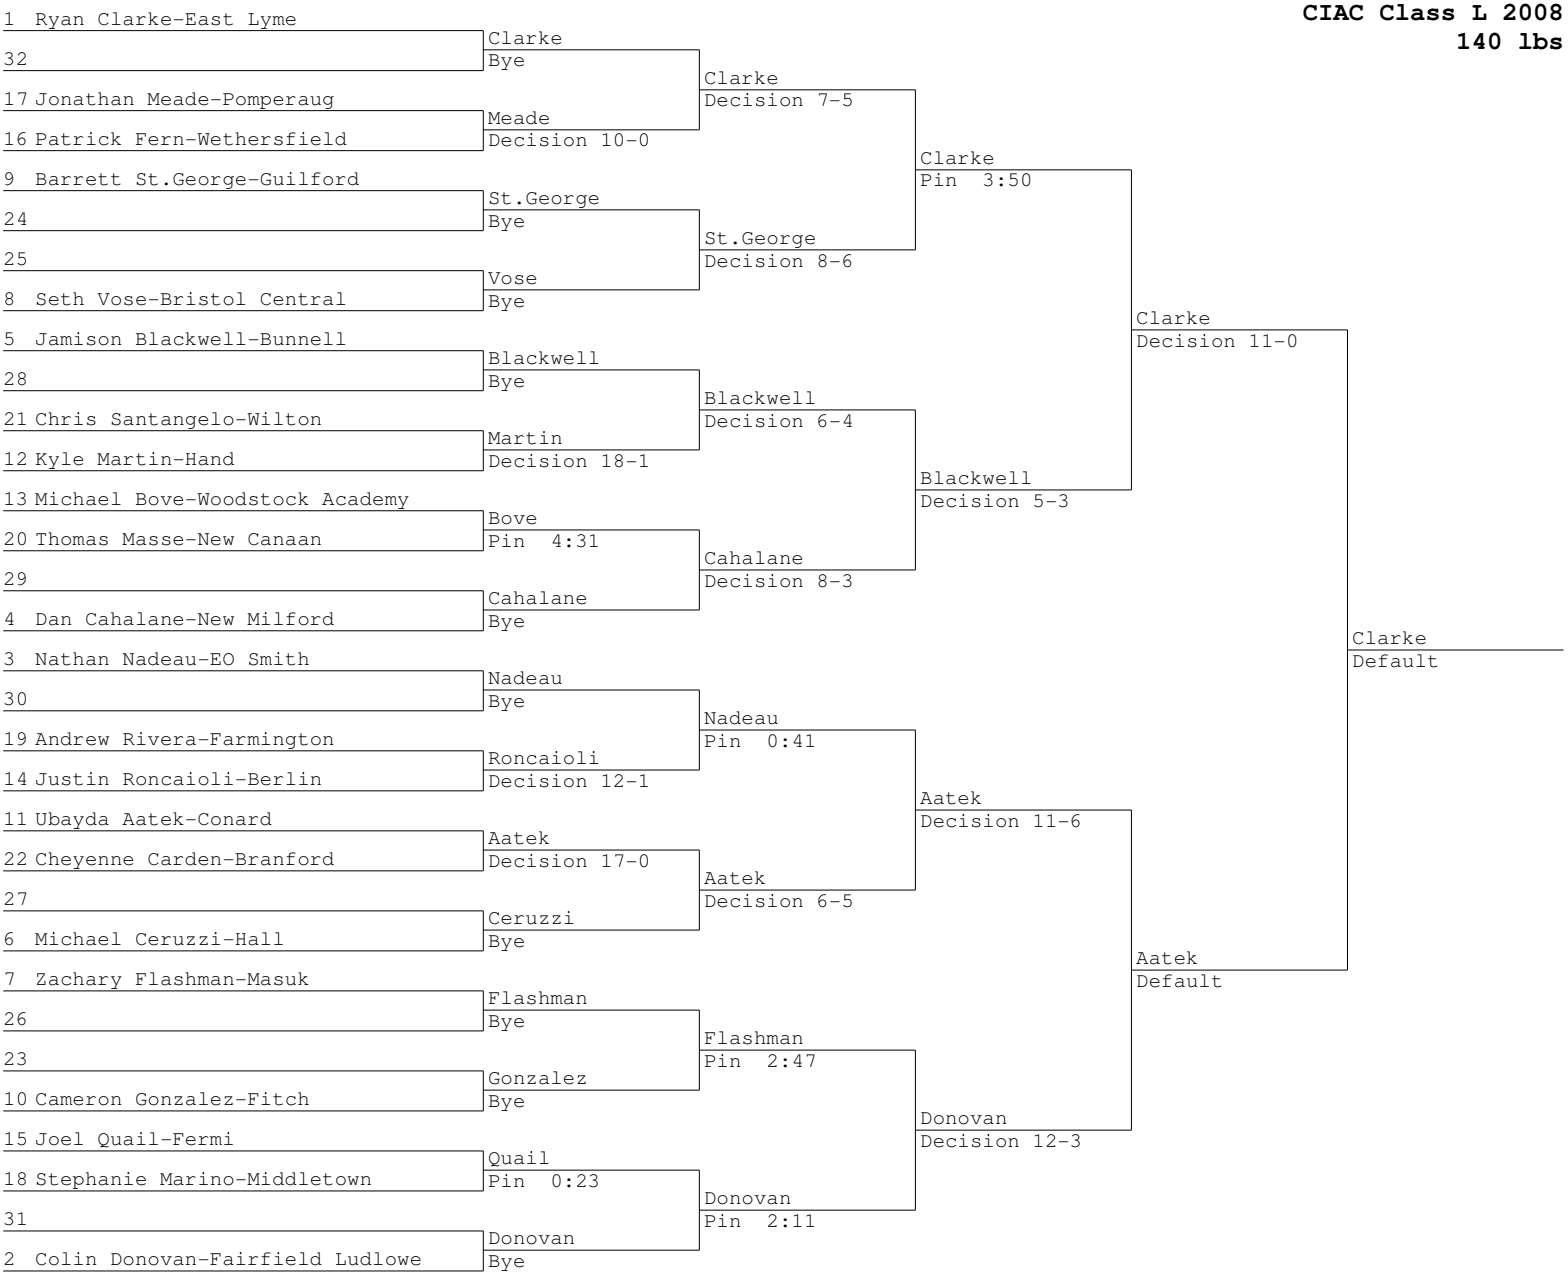 CIAC Class L 2008
140 lbs
1 Ryan Clarke-East Lyme
32
17 Jonathan Meade-Pomperaug
16 Patrick Fern-Wethersfield
9 Barrett St.George-Guilford
24
25
8 Seth Vose-Bristol Central
5 Jamison Blackwell-Bunnell
28
21 Chris Santangelo-Wilton
12 Kyle Martin-Hand
13 Michael Bove-Woodstock Academy
20 Thomas Masse-New Canaan
29
4 Dan Cahalane-New Milford
3 Nathan Nadeau-EO Smith
30
19 Andrew Rivera-Farmington
14 Justin Roncaioli-Berlin
11 Ubayda Aatek-Conard
22 Cheyenne Carden-Branford
27
6 Michael Ceruzzi-Hall
7 Zachary Flashman-Masuk
26
23
10 Cameron Gonzalez-Fitch
15 Joel Quail-Fermi
18 Stephanie Marino-Middletown
31
2 Colin Donovan-Fairfield Ludlowe
Clarke
Bye
Meade
Decision 10-0
St.George
Bye
Vose
Bye
Blackwell
Bye
Martin
Decision 18-1
Bove
Pin 4:31
Cahalane
Bye
Nadeau
Bye
Roncaioli
Decision 12-1
Aatek
Decision 17-0
Ceruzzi
Bye
Flashman
Bye
Gonzalez
Bye
Quail
Pin 0:23
Donovan
Bye
Clarke
Decision 7-5
St.George
Decision 8-6
Blackwell
Decision 6-4
Cahalane
Decision 8-3
Nadeau
Pin 0:41
Aatek
Decision 6-5
Flashman
Pin 2:47
Donovan
Pin 2:11
Clarke
Pin 3:50
Blackwell
Decision 5-3
Aatek
Decision 11-6
Donovan
Decision 12-3
Clarke
Decision 11-0
Aatek
Default
Clarke
Default